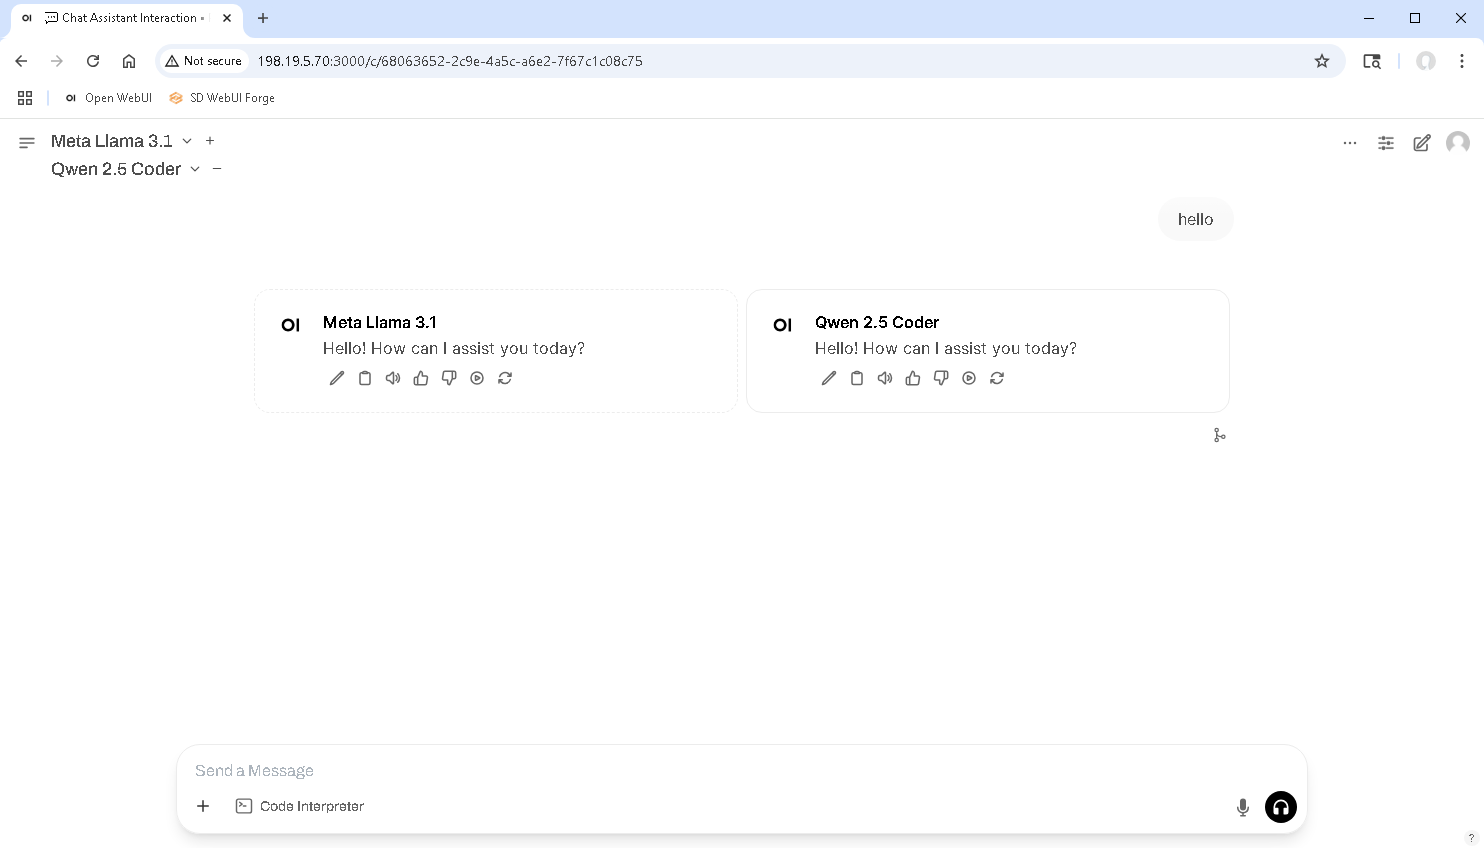 OI Chat Assistant Interaction •
Not secure 198.19.5.70:3000/c/68063652-2c9e-4a5c-a6e2-7f67c1c08c75
OI Open WebUI SD WebUI Forge
Meta Llama 3.1
Qwen 2.5 Coder
hello
OI Meta Llama 3.1
Hello! How can I assist you today?
OI Qwen 2.5 Coder
Hello! How can I assist you today?
Send a Message
Code Interpreter
?